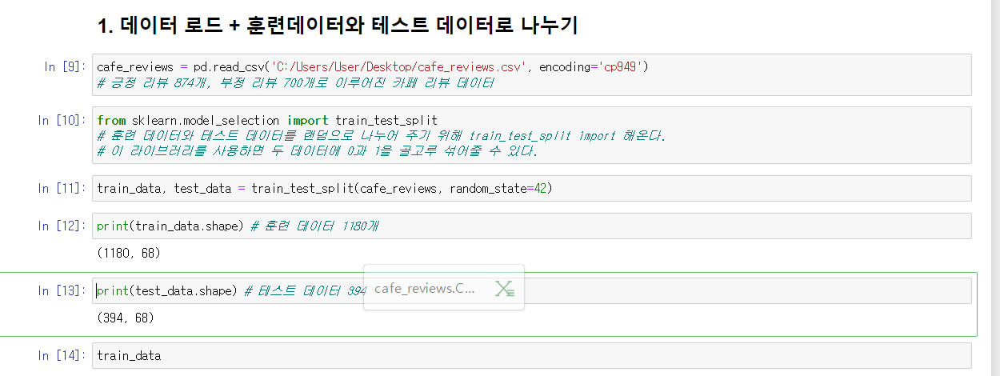 1. 데이터 로드 + 훈련데이터와 테스트 데이터로 나누기
In [9]: cafe_reviews = pd.read_csv('C:/Users/User/Desktop/cafe_reviews.csv', encoding='cp949')
# 긍정 리뷰 874개, 부정 리뷰 700개로 이루어진 카페 리뷰 데이터
In [10]: from sklearn.model_selection import train_test_split
# 훈련 데이터와 테스트 데이터를 랜덤으로 나누어 주기 위해 train_test_split import 해온다.
# 이 라이브러리를 사용하면 두 데이터에 0과 1을 골고루 섞어줄 수 있다.
In [11]: train_data, test_data = train_test_split(cafe_reviews, random_state=42)
In [12]: print(train_data.shape) # 훈련 데이터 1180개
(1180, 68)
In [13]: print(test_data.shape) # 테스트 데이터 394
cafe_reviews.C...
(394, 68)
In [14]: train_data